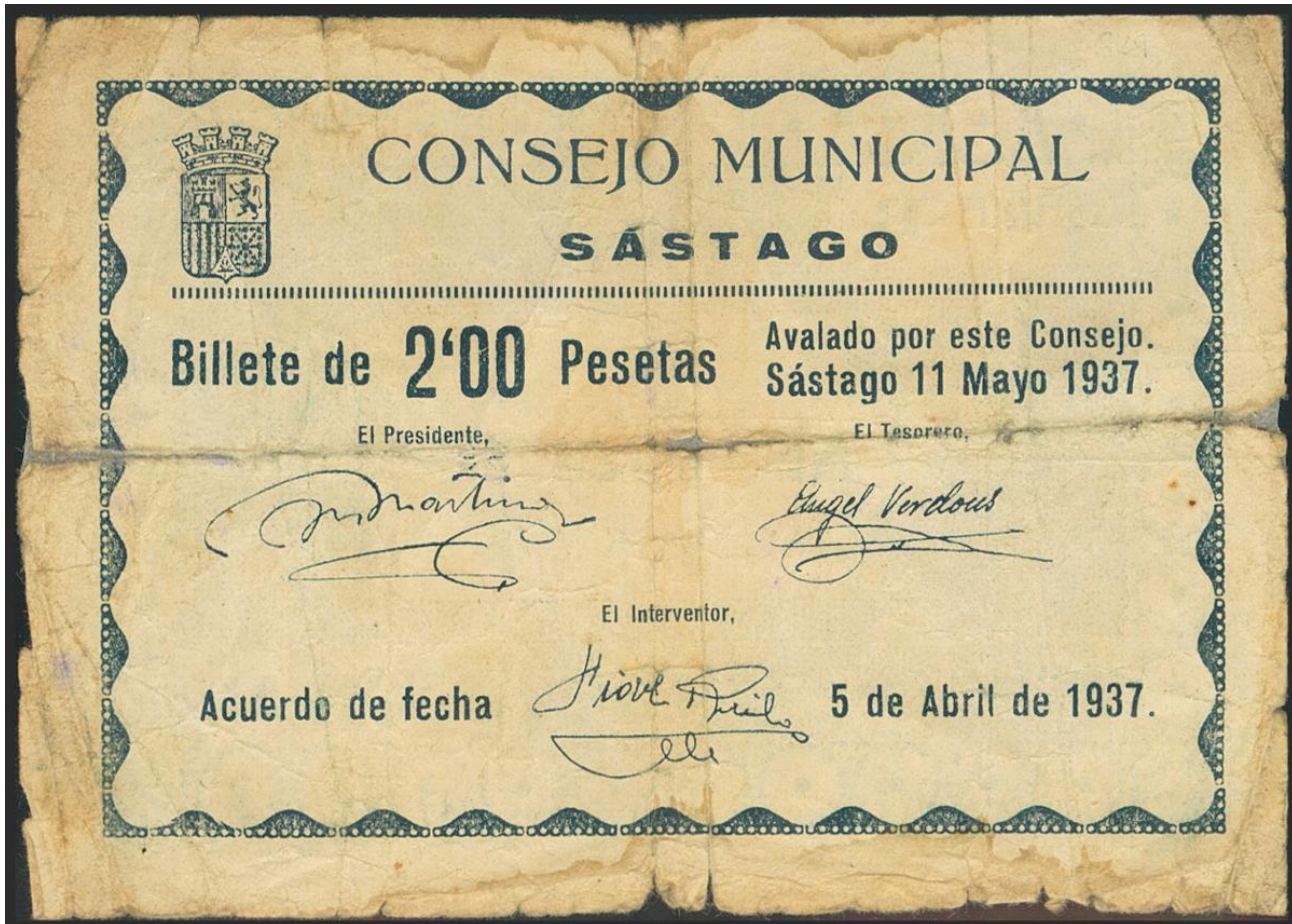 CONSEJO MUNICIPAL
SÁSTAGO
Billete de 2'00 Pesetas
Avalado por este Consejo.
Sástago 11 Mayo 1937.
El Presidente,
El Tesorero,
Angel Verdous
El Interventor,
Acuerdo de fecha 5 de Abril de 1937.